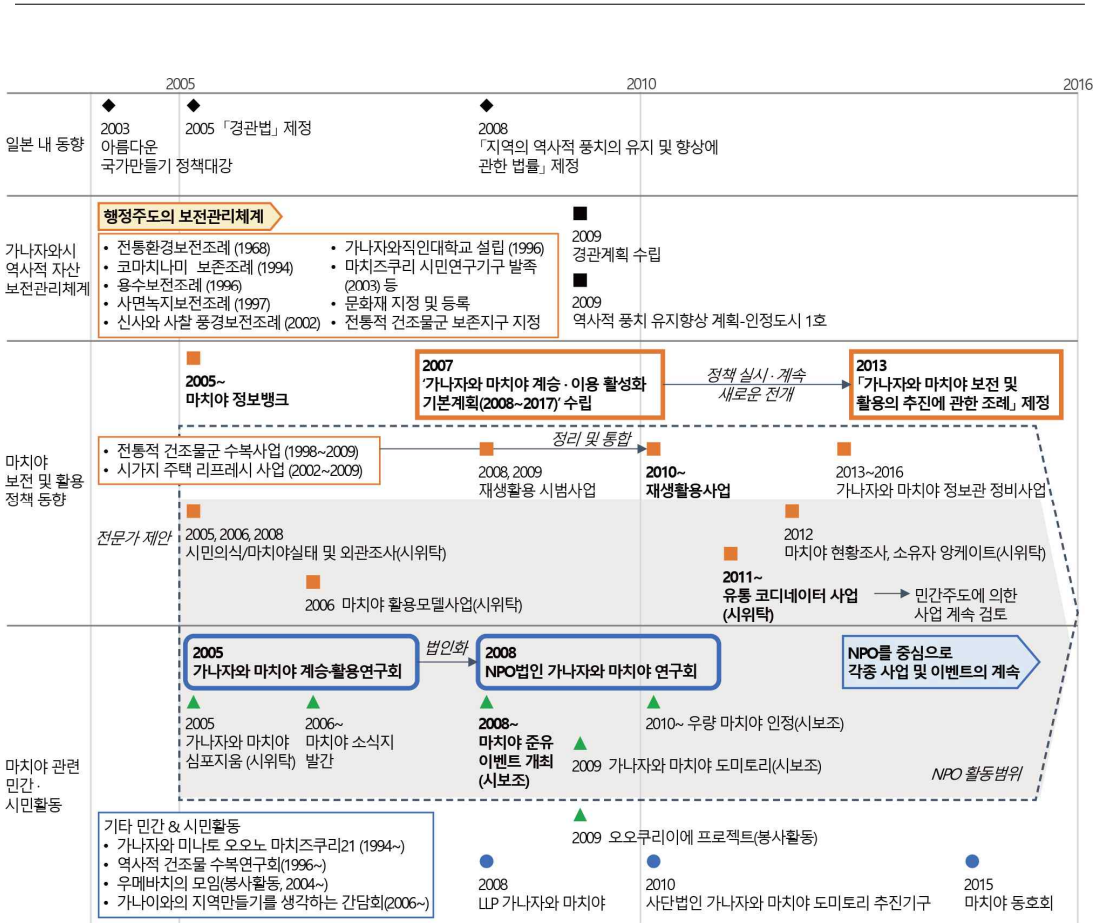 2005
2010
2016
일본 내 동향
2003
아름다운
국가만들기 정책대강
2005 「경관법」 제정
2008
「지역의 역사적 풍치의 유지 및 향상에
관한 법률」 제정
가나자와시
역사적 자산
보전관리체계
행정주도의 보전관리체계
• 전통환경보전조례 (1968)
• 코마치나미 보존조례 (1994)
• 용수보전조례 (1996)
• 사면녹지보전조례 (1997)
• 신사와 사찰 풍경보전조례 (2002)
• 가나자와직인대학교 설립 (1996)
• 마치즈쿠리 시민연구기구 발족
(2003) 등
• 문화재 지정 및 등록
• 전통적 건조물군 보존지구 지정
2009
경관계획 수립
2009
역사적 풍치 유지향상 계획-인정도시 1호
마치야
보전 및 활용
정책 동향
2005~
마치야 정보뱅크
2007
‘가나자와 마치야 계승 · 이용 활성화
기본계획(2008~2017)’ 수립
정책 실시 · 계속
새로운 전개
2013
「가나자와 마치야 보전 및
활용의 추진에 관한 조례」 제정
• 전통적 건조물군 수복사업 (1998~2009)
• 시가지 주택 리프레시 사업 (2002~2009)
정리 및 통합
2008, 2009
재생활용 시범사업
2010~
재생활용사업
2013~2016
가나자와 마치야 정보관 정비사업
전문가 제안
2005, 2006, 2008
시민의식/마치야실태 및 외관조사(시위탁)
2012
마치야 현황조사, 소유자 앙케이트(시위탁)
2006 마치야 활용모델사업(시위탁)
2011~
유통 코디네이터 사업
(시위탁)
민간주도에 의한
사업 계속 검토
마치야 관련
민간 ·
시민활동
2005
가나자와 마치야 계승·활용연구회
법인화
2008
NPO법인 가나자와 마치야 연구회
NPO를 중심으로
각종 사업 및 이벤트의 계속
2005
가나자와 마치야
심포지움 (시위탁)
2006~
마치야 소식지
발간
2008~
마치야 준유
이벤트 개최
(시보조)
2010~ 우량 마치야 인정(시보조)
2009 가나자와 마치야 도미토리(시보조)
NPO 활동범위
2009 오오쿠리이에 프로젝트(봉사활동)
기타 민간 & 시민활동
• 가나자와 미나토 오오노 마치즈쿠리21 (1994~)
• 역사적 건조물 수복연구회(1996~)
• 우메바치의 모임(봉사활동, 2004~)
• 가나이와의 지역만들기를 생각하는 간담회(2006~)
2008
LLP 가나자와 마치야
2010
사단법인 가나자와 마치야 도미토리 추진기구
2015
마치야 동호회